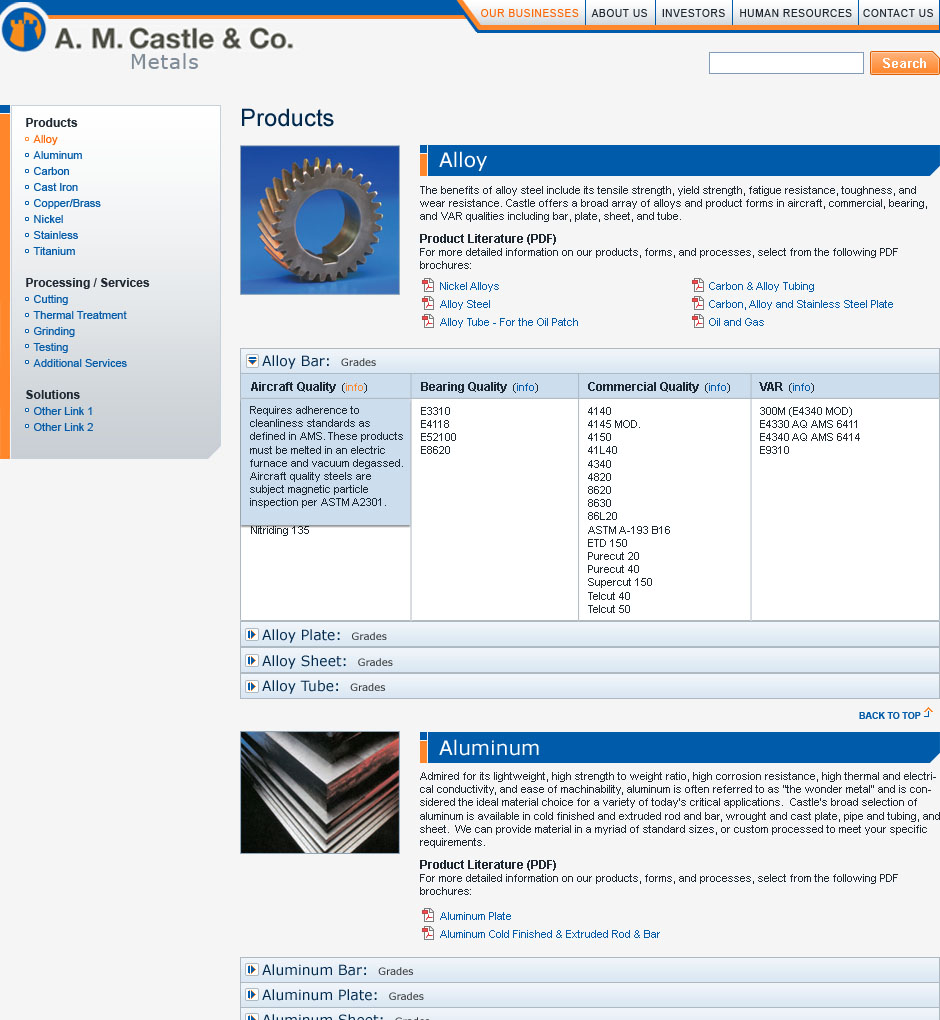 OUR BUSINESSES
ABOUT US
INVESTORS
HUMAN RESOURCES
CONTACT US
A. M. Castle & Co.
Metals
Search
Products
Alloy
Aluminum
Carbon
Cast Iron
Copper/Brass
Nickel
Stainless
Titanium
Processing / Services
Cutting
Thermal Treatment
Grinding
Testing
Additional Services
Solutions
Other Link 1
Other Link 2
Products
Alloy
The benefits of alloy steel include its tensile strength, yield strength, fatigue resistance, toughness, and
wear resistance. Castle offers a broad array of alloys and product forms in aircraft, commercial, bearing,
and VAR qualities including bar, plate, sheet, and tube.
Product Literature (PDF)
For more detailed information on our products, forms, and processes, select from the following PDF
brochures:
Nickel Alloys
Alloy Steel
Alloy Tube - For the Oil Patch
Carbon & Alloy Tubing
Carbon, Alloy and Stainless Steel Plate
Oil and Gas
Alloy Bar: Grades
Aircraft Quality (info)
Requires adherence to
cleanliness standards as
defined in AMS. These products
must be melted in an electric
furnace and vacuum degassed.
Aircraft quality steels are
subject magnetic particle
inspection per ASTM A2301.
Nitriding 135
Bearing Quality (info)
E3310
E4118
E52100
E8620
Commercial Quality (info)
4140
4145 MOD.
4150
41L40
4340
4820
8620
8630
86L20
ASTM A-193 B16
ETD 150
Purecut 20
Purecut 40
Supercut 150
Telcut 40
Telcut 50
VAR (info)
300M (E4340 MOD)
E4330 AQ AMS 6411
E4340 AQ AMS 6414
E9310
Alloy Plate: Grades
Alloy Sheet: Grades
Alloy Tube: Grades
BACK TO TOP
Aluminum
Admired for its lightweight, high strength to weight ratio, high corrosion resistance, high thermal and electri-
cal conductivity, and ease of machinability, aluminum is often referred to as "the wonder metal" and is con-
sidered the ideal material choice for a variety of today's critical applications. Castle's broad selection of
aluminum is available in cold finished and extruded rod and bar, wrought and cast plate, pipe and tubing, and
sheet. We can provide material in a myriad of standard sizes, or custom processed to meet your specific
requirements.
Product Literature (PDF)
For more detailed information on our products, forms, and processes, select from the following PDF
brochures:
Aluminum Plate
Aluminum Cold Finished & Extruded Rod & Bar
Aluminum Bar: Grades
Aluminum Plate: Grades
Aluminum Sheet: Grades